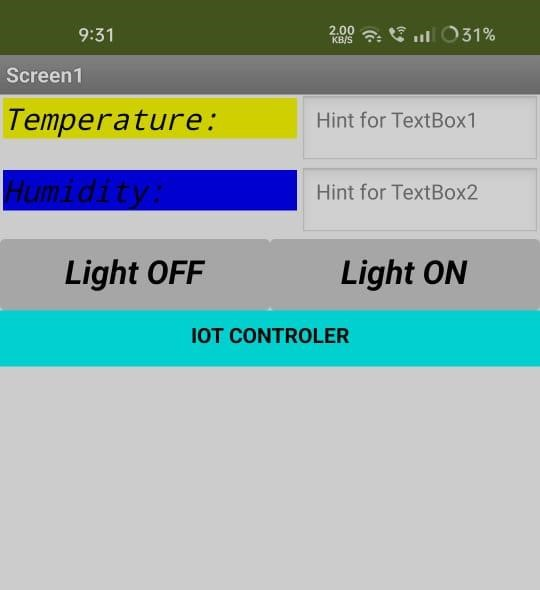 9:31 2.00 KB/S 31%
Screen1
Temperature: Hint for TextBox1
Humidity: Hint for TextBox2
Light OFF Light ON
IOT CONTROLER